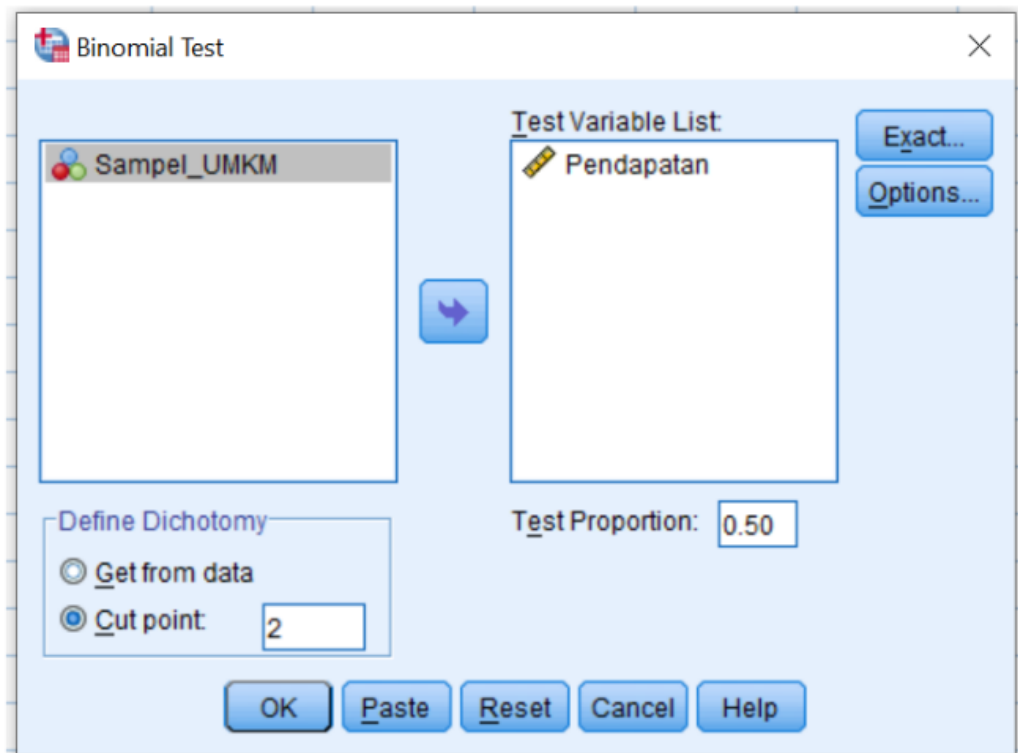 Binomial Test
Test Variable List:
Sampel_UMKM
Pendapatan
Exact...
Options...
Define Dichotomy
Get from data
Cut point: 2
Test Proportion: 0.50
OK Paste Reset Cancel Help